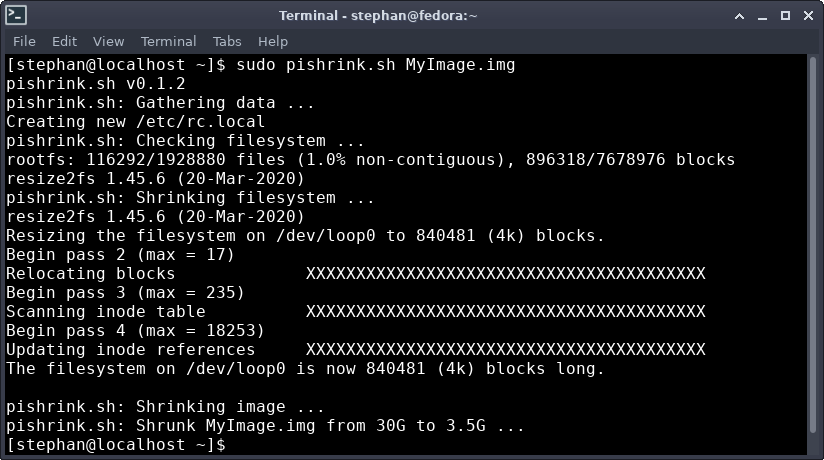 Terminal - stephan@fedora:~
File Edit View Terminal Tabs Help
[stephan@localhost ~]$ sudo pishrink.sh MyImage.img
pishrink.sh v0.1.2
pishrink.sh: Gathering data ...
Creating new /etc/rc.local
pishrink.sh: Checking filesystem ...
rootfs: 116292/1928880 files (1.0% non-contiguous), 896318/7678976 blocks
resize2fs 1.45.6 (20-Mar-2020)
pishrink.sh: Shrinking filesystem ...
resize2fs 1.45.6 (20-Mar-2020)
Resizing the filesystem on /dev/loop0 to 840481 (4k) blocks.
Begin pass 2 (max = 17)
Relocating blocks             XXXXXXXXXXXXXXXXXXXXXXXXXXXXXXXXXXXXXXXX
Begin pass 3 (max = 235)
Scanning inode table          XXXXXXXXXXXXXXXXXXXXXXXXXXXXXXXXXXXXXXXX
Begin pass 4 (max = 18253)
Updating inode references     XXXXXXXXXXXXXXXXXXXXXXXXXXXXXXXXXXXXXXXX
The filesystem on /dev/loop0 is now 840481 (4k) blocks long.

pishrink.sh: Shrinking image ...
pishrink.sh: Shrunk MyImage.img from 30G to 3.5G ...
[stephan@localhost ~]$